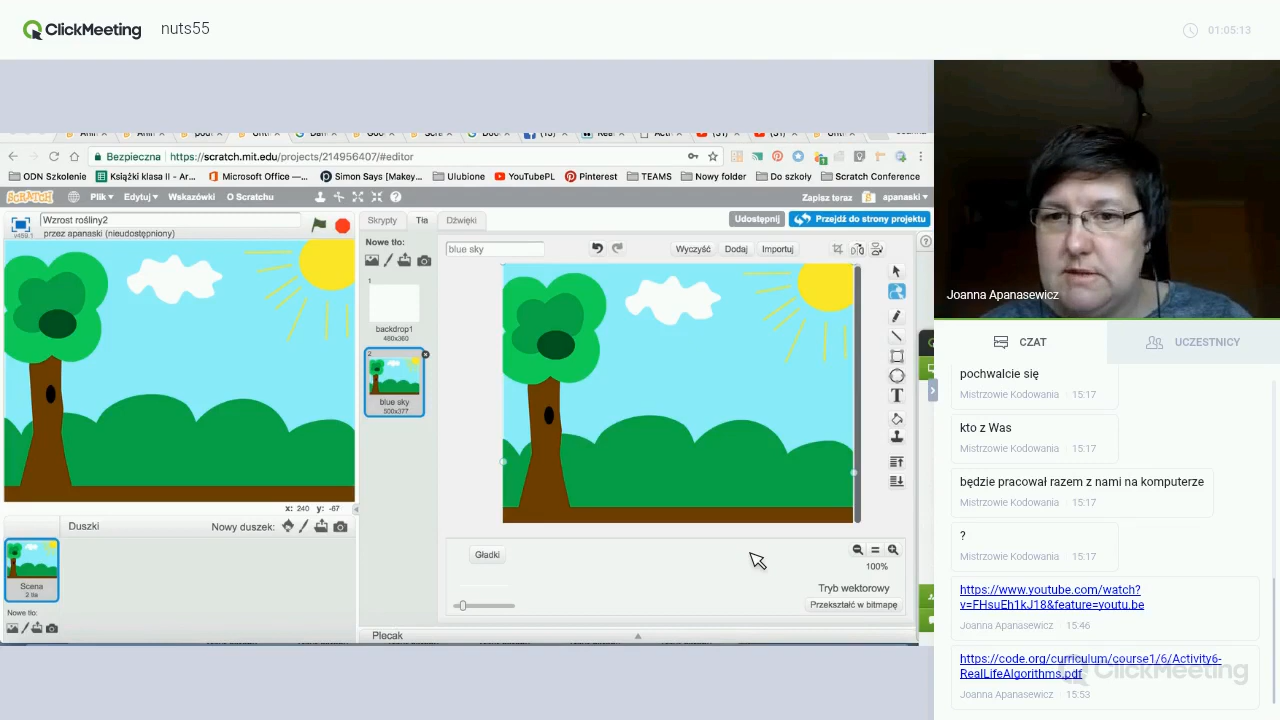 ClickMeeting nuts55 01:05:13
Bezpieczna https://scratch.mit.edu/projects/214956407/#editor
ODN Szkolenie Książki klasa II - Ar... Microsoft Office —... Simon Says [Makey... Ulubione YouTubePL Pinterest TEAMS Nowy folder Do szkoły Scratch Conference
SCRATCH Plik Edytuj Wskazówki O Scratchu Zapisz teraz apanaski
v459.1 Wzrost rośliny2
przez apanaski (nieudostępniony)
Skrypty Tła Dźwięki Udostępnij Przejdź do strony projektu
Nowe tło: blue sky Wyczyść Dodaj Importuj
1
backdrop1
480x360
2
blue sky
500x377
T
x: 240 y: -67
Duszki Nowy duszek:
Scena
2 tła
Nowe tło:
Gładki
100%
Tryb wektorowy
Przekształć w bitmapę
Plecak
Joanna Apanasewicz
CZAT UCZESTNICY
pochwalcie się
Mistrzowie Kodowania 15:17
kto z Was
Mistrzowie Kodowania 15:17
będzie pracował razem z nami na komputerze
Mistrzowie Kodowania 15:17
?
Mistrzowie Kodowania 15:17
https://www.youtube.com/watch?
v=FHsuEh1kJ18&feature=youtu.be
Joanna Apanasewicz 15:46
https://code.org/curriculum/course1/6/Activity6-
RealLifeAlgorithms.pdf
Joanna Apanasewicz 15:53
ClickMeeting